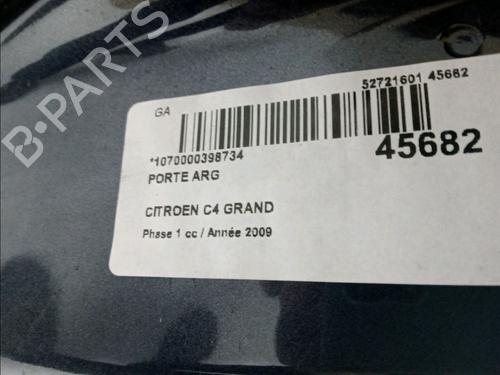 B-PARTS
GA
52721601 45682
*1070000398734
45682
PORTE ARG
CITROEN C4 GRAND
Phase 1 cc / Année 2009